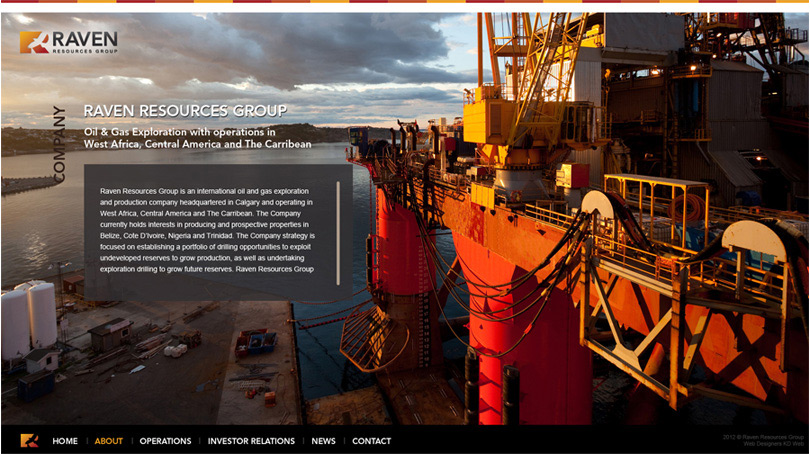 RAVEN
RESOURCES GROUP
COMPANY
RAVEN RESOURCES GROUP
Oil & Gas Exploration with operations in
West Africa, Central America and The Carribean
Raven Resources Group is an international oil and gas exploration
and production company headquartered in Calgary and operating in
West Africa, Central America and The Carribean. The Company
currently holds interests in producing and prospective properties in
Belize, Cote D'Ivoire, Nigeria and Trinidad. The Company strategy is
focused on establishing a portfolio of drilling opportunities to exploit
undeveloped reserves to grow production, as well as undertaking
exploration drilling to grow future reserves. Raven Resources Group
HOME | ABOUT | OPERATIONS | INVESTOR RELATIONS | NEWS | CONTACT
2012 © Raven Resources Group
Web Designers KD Web